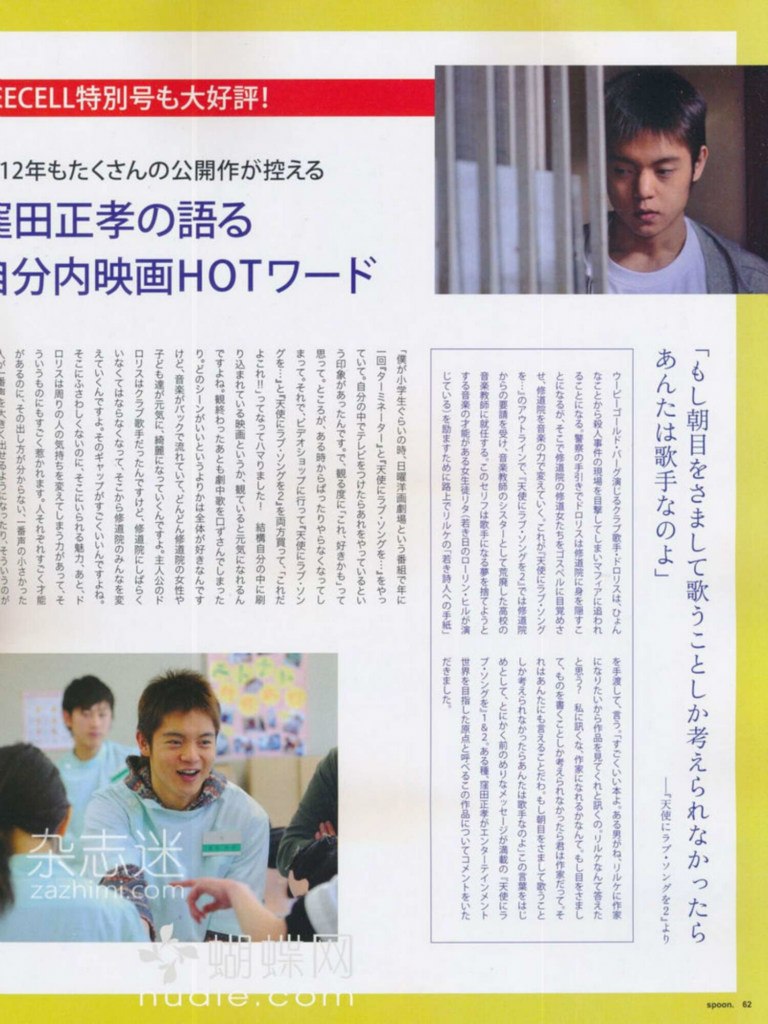 EECELL特別号も大好評!
12年もたくさんの公開作が控える
窪田正孝の語る
自分内映画HOTワード
「もし朝目をさまして歌うことしか考えられなかったら
あんたは歌手なのよ」
──『天使にラブ・ソングを2』より
ウーピー・ゴールド・バーグ演じるクラブ歌手・ドロリスは、ひょん
なことから殺人事件の現場を目撃してしまいマフィアに追われ
ることになる。警察の手引きでドロリスは修道院に身を隠すこ
とになるが、そこで修道院の修道女たちをゴスペルに目覚めさ
せ、修道院を音楽の力で変えていく。これが『天使にラブ・ソング
を…』のアウトラインで、『天使にラブ・ソングを2』では修道院
からの要請を受け、音楽教師のシスターとして荒廃した高校の
音楽教師に就任する。このセリフは歌手になる夢を捨てようと
する音楽の才能がある女生徒リタ(若き日のローリン・ヒルが演
じている)を励ますために路上でリルケの「若き詩人への手紙」
を手渡して、言う。「すごくいい本よ。ある男がね、リルケに作家
になりたいから作品を見てくれと訊くの。リルケなんて答えた
と思う? 私に訊くな、作家になれるかなんて。もし目をさまし
て、ものを書くことしか考えられなかったら君は作家だって。そ
れはあんたにも言えることだわ。もし朝目をさまして歌うこと
しか考えられなかったらあんたは歌手なのよ」この言葉をはじ
めとして、とにかく前のめりなメッセージが満載の『天使にラ
ブ・ソングを』1&2。ある種、窪田正孝がエンターテインメント
世界を目指した原点と呼べるこの作品についてコメントをいた
だきました。
「僕が小学生ぐらいの時、日曜洋画劇場という番組で年に
一回『ターミネーター』と『天使にラブ・ソングを…』をやっ
ていて。自分の中でテレビをつけたらあれをやっているとい
う印象があったんです。で、観る度に「これ、好きかも」って
思って。ところが、ある時からぱったりやらなくなってし
まって。それで、ビデオショップに行って『天使にラブ・ソン
グを…』と『天使にラブ・ソングを2』を両方買って、「これだ
よこれ!!」ってなってハマりました! 結構自分の中に刷
り込まれている映画というか、観ていると元気になれるん
ですよね。観終わったあとも劇中歌を口ずさんでしまった
り。どのシーンがいいというよりかは全体が好きなんです
けど、音楽がバックで流れていて、どんどん修道院の女性や
子ども達が元気に、綺麗になっていくんですよ。主人公のド
ロリスはクラブ歌手だったんですけど、修道院にしばらく
いなくてはならなくなって、そこから修道院のみんなを変
えていくんですよ。そのギャップがすごくいいんですよね。
そこにふさわしくないのに、そこにいられる魅力。あと、ド
ロリスは周りの人の気持ちを変えてしまう力があって、そ
ういうものにもすごく惹かれます。人それぞれすごく才能
があるのに、その出し方が分からない、一番声の小さかった
人が一番声を大きく出せるようになったり、そういうのが
杂志迷
zazhimi.com
蝴蝶网
hudie.com
spoon. 62